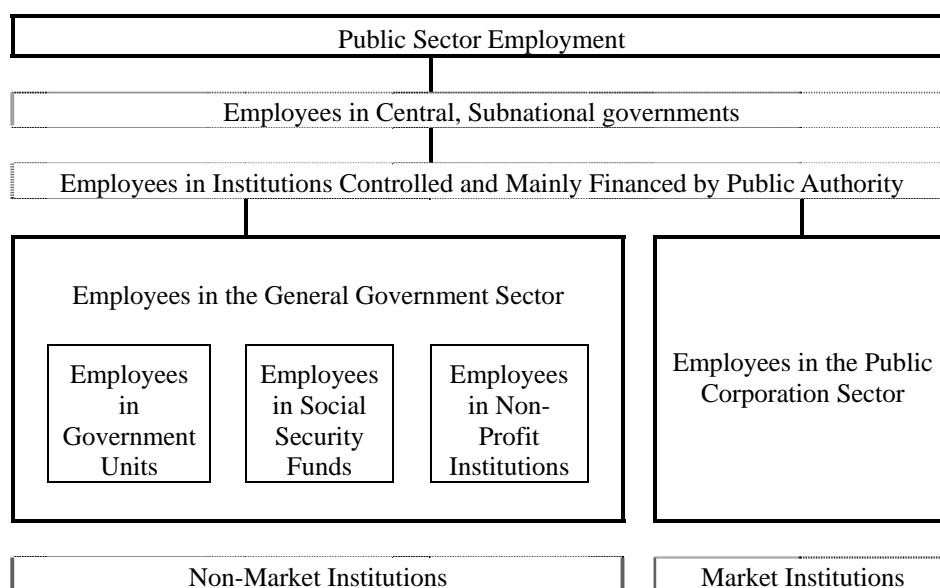 Public Sector Employment
Employees in Central, Subnational governments
Employees in Institutions Controlled and Mainly Financed by Public Authority
Employees in the General Government Sector
Employees
in
Government
Units
Employees
in Social
Security
Funds
Employees
in Non-
Profit
Institutions
Employees in the Public
Corporation Sector
Non-Market Institutions
Market Institutions